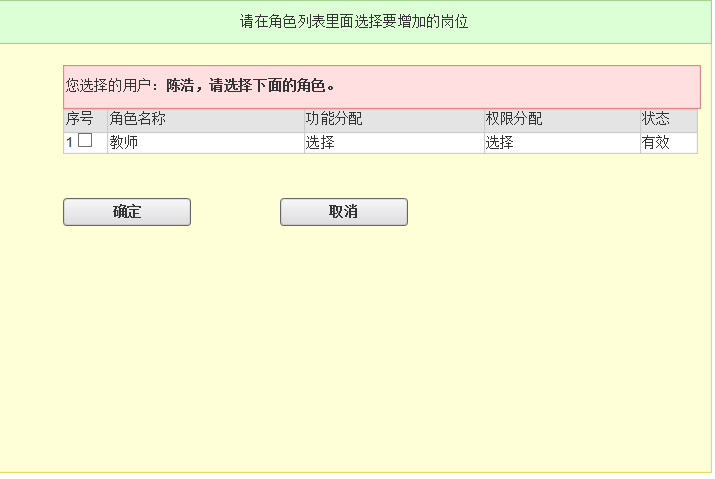 请在角色列表里面选择要增加的岗位
您选择的用户：陈浩，请选择下面的角色。
序号 角色名称 功能分配 权限分配 状态
1 教师 选择 选择 有效
确定 取消